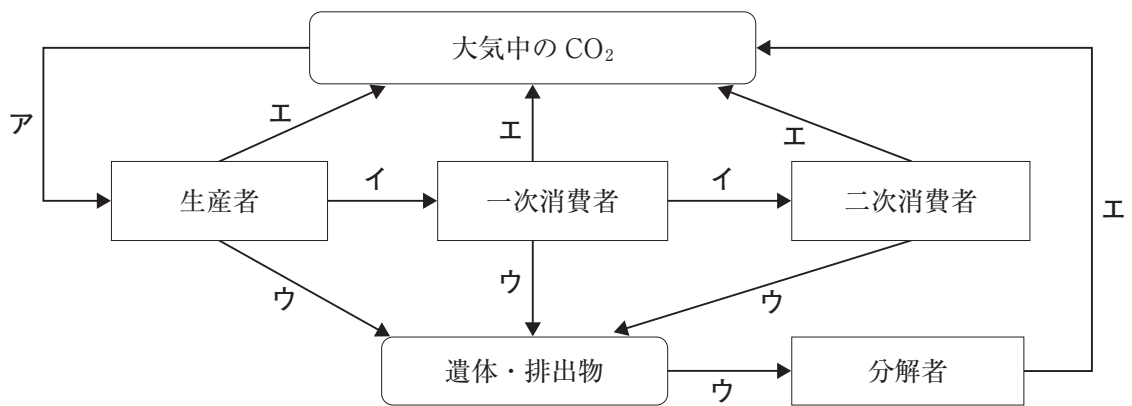 大気中の CO₂
ア
エ
エ
エ
生産者
イ
一次消費者
イ
二次消費者
エ
ウ
ウ
ウ
遺体・排出物
ウ
分解者